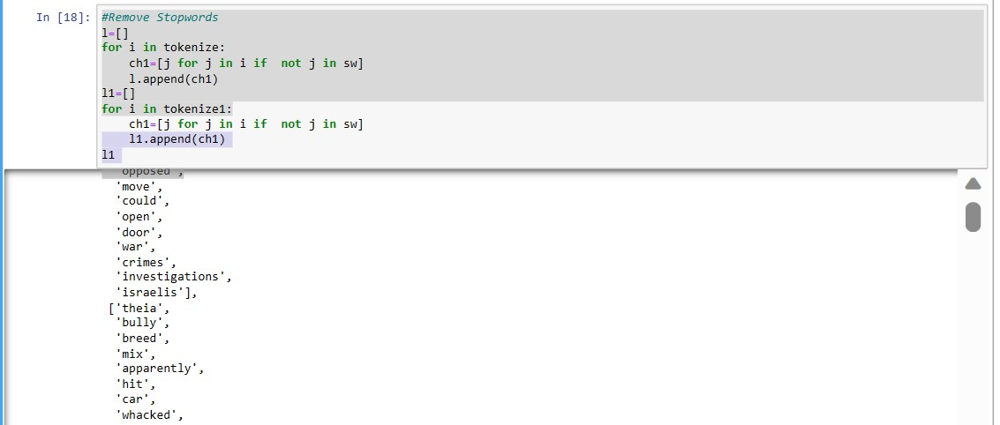 In [18]: #Remove Stopwords
l=[]
for i in tokenize:
    ch1=[j for j in i if  not j in sw]
    l.append(ch1)
l1=[]
for i in tokenize1:
    ch1=[j for j in i if  not j in sw]
    l1.append(ch1)
l1
'opposed',
'move',
'could',
'open',
'door',
'war',
'crimes',
'investigations',
'israelis'],
['theia',
'bully',
'breed',
'mix',
'apparently',
'hit',
'car',
'whacked',